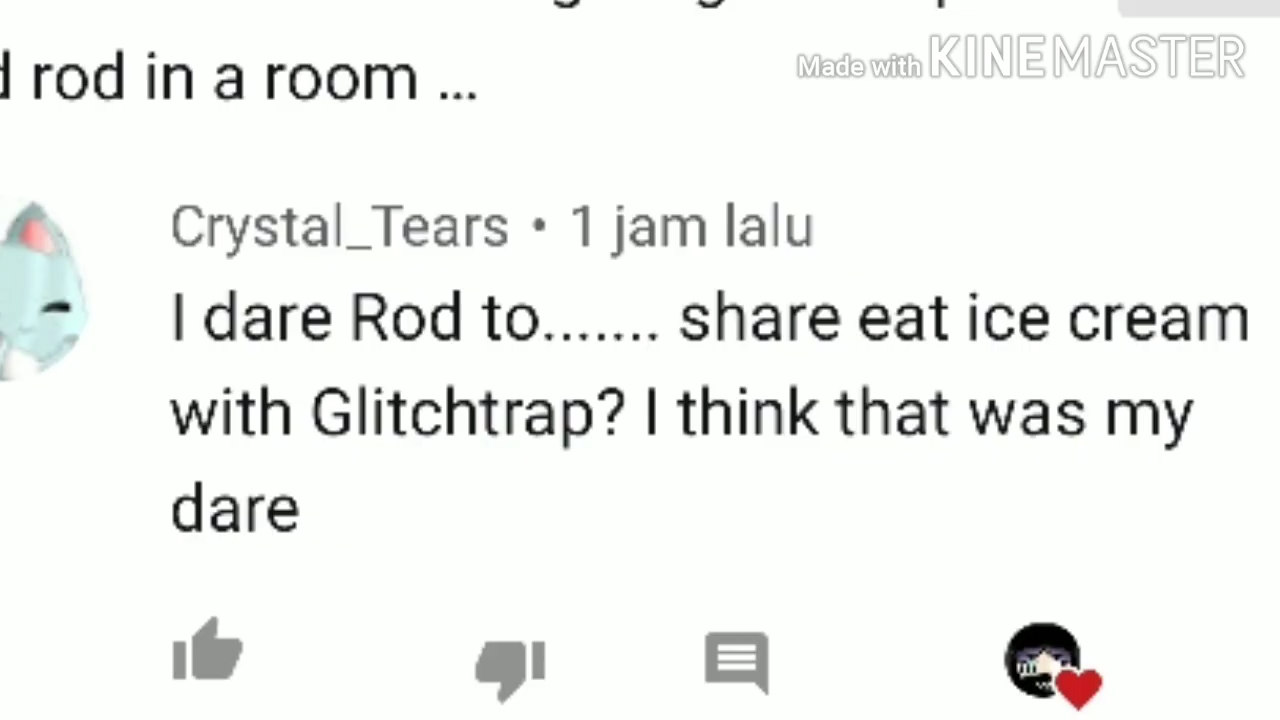 d rod in a room ...
Made with KINEMASTER
Crystal_Tears • 1 jam lalu
I dare Rod to....... share eat ice cream
with Glitchtrap? I think that was my
dare